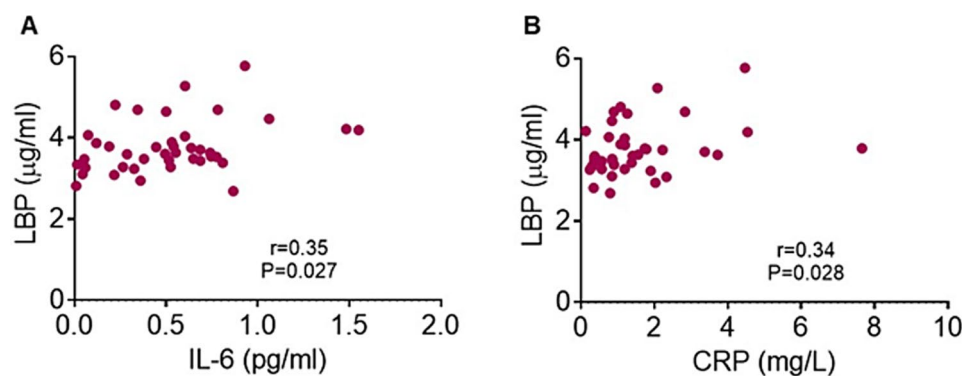 A
6
4
2
0
LBP (μg/ml)
r=0.35
P=0.027
0.0 0.5 1.0 1.5 2.0
IL-6 (pg/ml)
B
6
4
2
0
LBP (μg/ml)
r=0.34
P=0.028
0 2 4 6 8 10
CRP (mg/L)